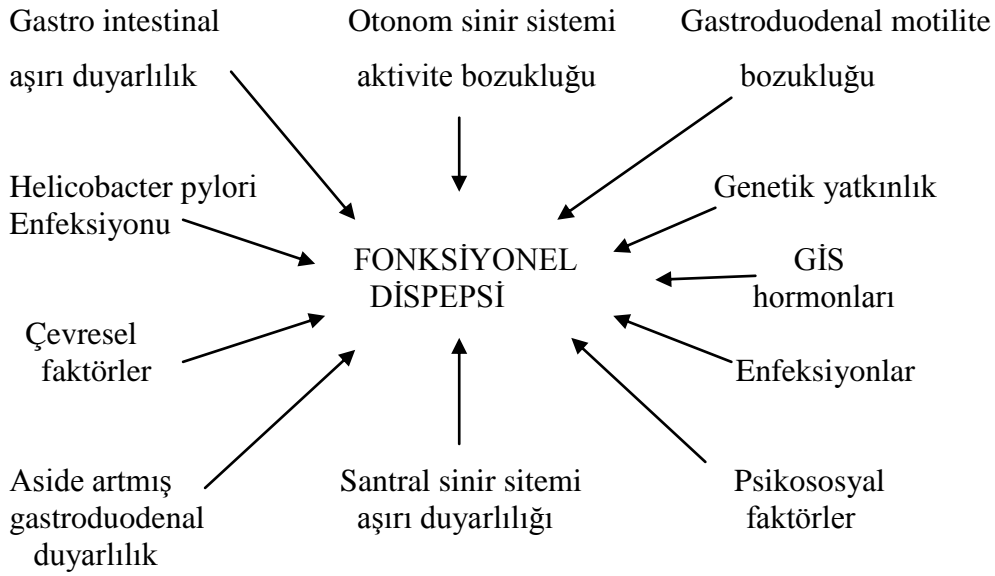 Gastro intestinal
aşırı duyarlılık
Otonom sinir sistemi
aktivite bozukluğu
Gastroduodenal motilite
bozukluğu
Helicobacter pylori
Enfeksiyonu
Genetik yatkınlık
FONKSİYONEL
DİSPEPSİ
GİS
hormonları
Çevresel
faktörler
Enfeksiyonlar
Aside artmış
gastroduodenal
duyarlılık
Santral sinir sitemi
aşırı duyarlılığı
Psikososyal
faktörler